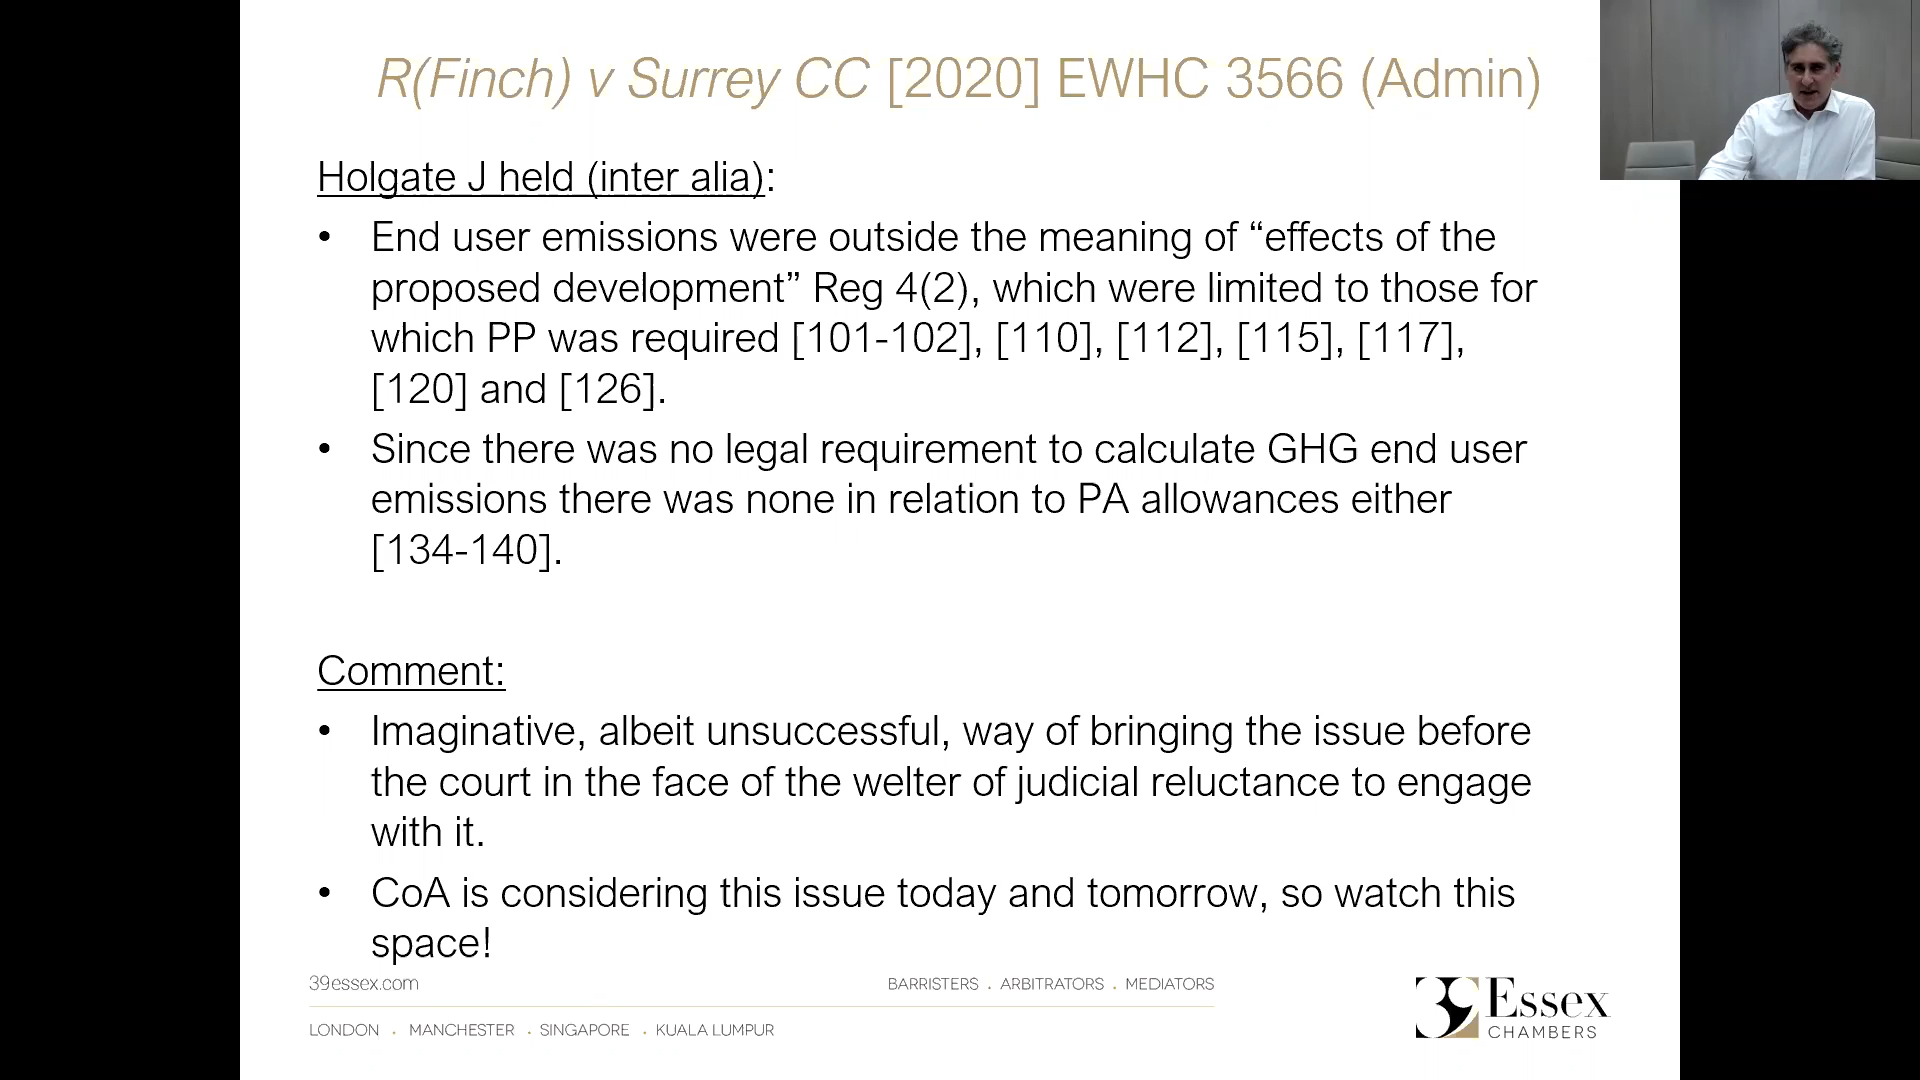 R(Finch) v Surrey CC [2020] EWHC 3566 (Admin)
Holgate J held (inter alia):
• End user emissions were outside the meaning of “effects of the
proposed development” Reg 4(2), which were limited to those for
which PP was required [101-102], [110], [112], [115], [117],
[120] and [126].
• Since there was no legal requirement to calculate GHG end user
emissions there was none in relation to PA allowances either
[134-140].
Comment:
• Imaginative, albeit unsuccessful, way of bringing the issue before
the court in the face of the welter of judicial reluctance to engage
with it.
• CoA is considering this issue today and tomorrow, so watch this
space!
39essex.com
BARRISTERS . ARBITRATORS . MEDIATORS
LONDON . MANCHESTER . SINGAPORE . KUALA LUMPUR
39 Essex
CHAMBERS